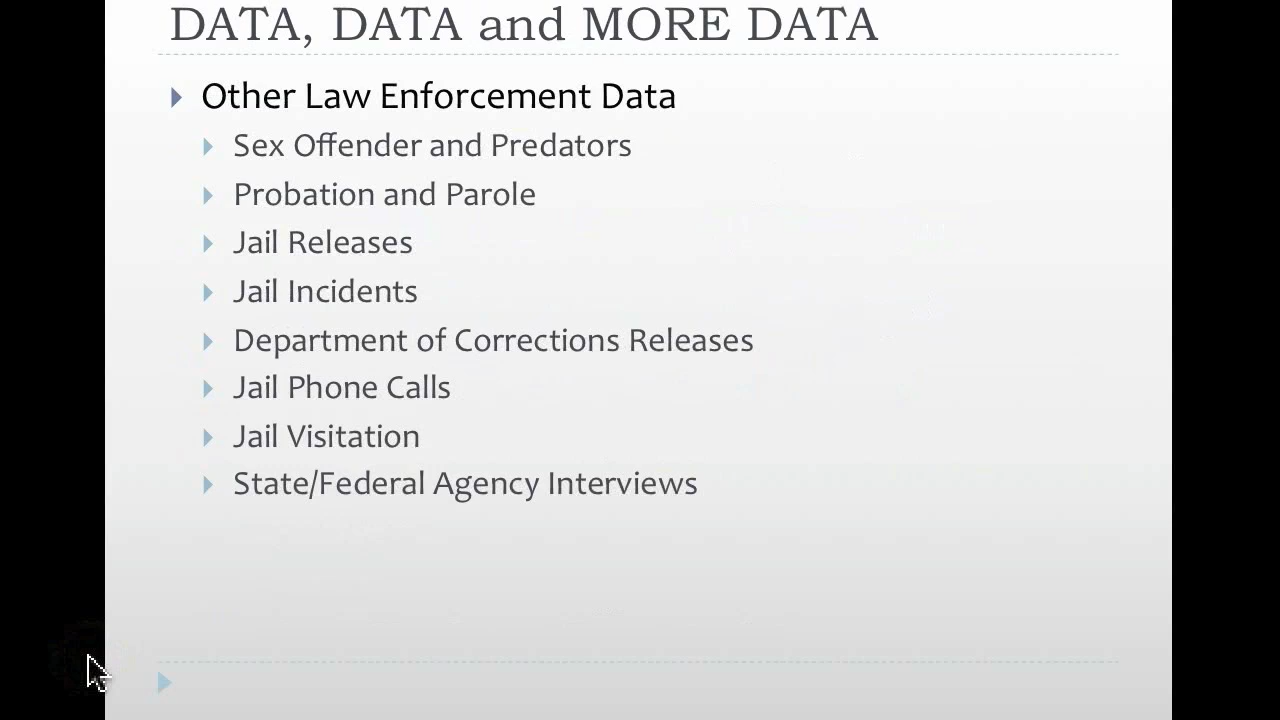 DATA, DATA and MORE DATA
Other Law Enforcement Data
Sex Offender and Predators
Probation and Parole
Jail Releases
Jail Incidents
Department of Corrections Releases
Jail Phone Calls
Jail Visitation
State/Federal Agency Interviews